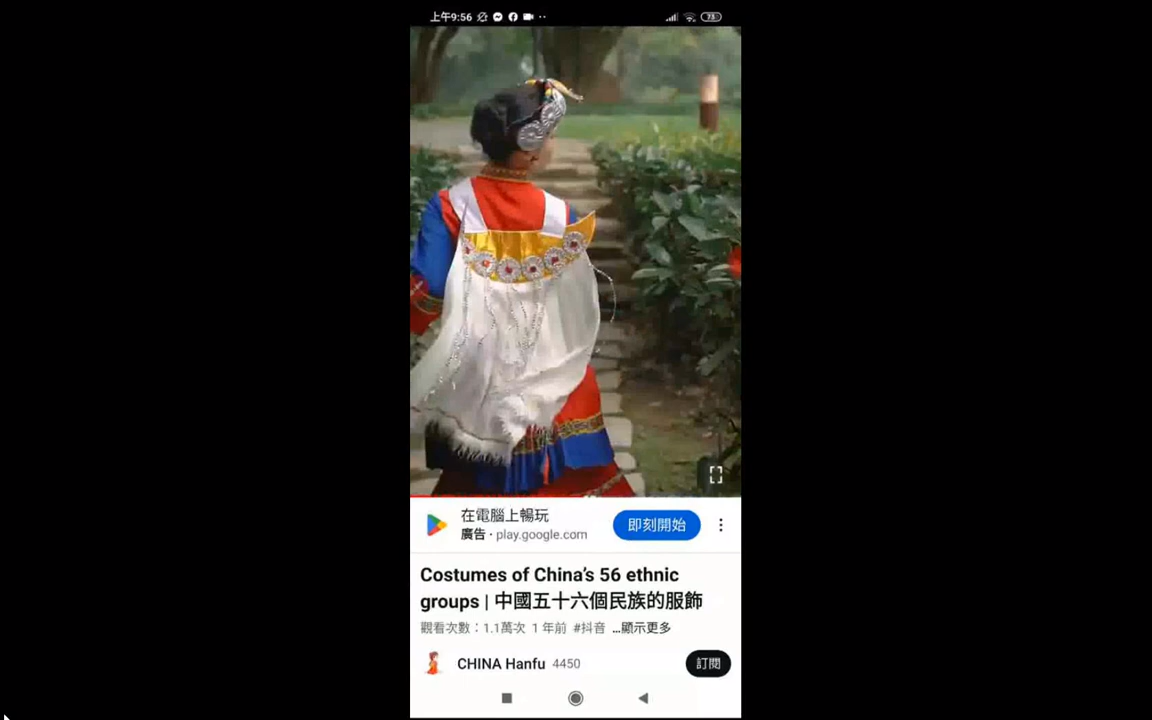 上午9:56
73
在電腦上暢玩
廣告 · play.google.com
即刻開始
Costumes of China's 56 ethnic
groups | 中國五十六個民族的服飾
觀看次數：1.1萬次 1 年前 #抖音 ...顯示更多
CHINA Hanfu 4450
訂閱